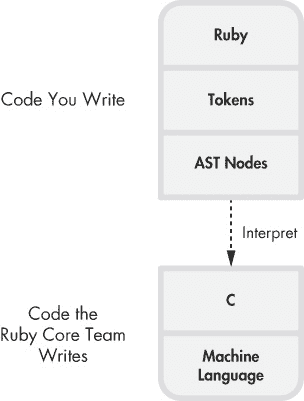 Ruby
Code You Write
Tokens
AST Nodes
Interpret
C
Code the
Ruby Core Team
Writes
Machine
Language